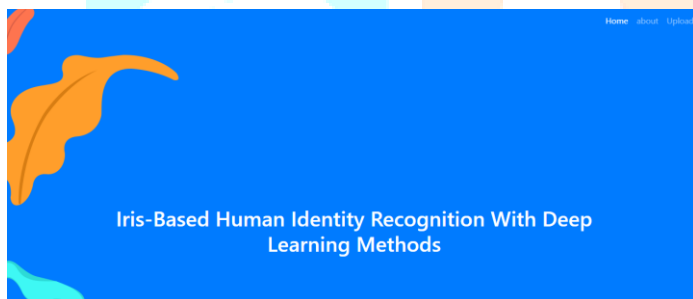 Home about Upload
Iris-Based Human Identity Recognition With Deep
Learning Methods